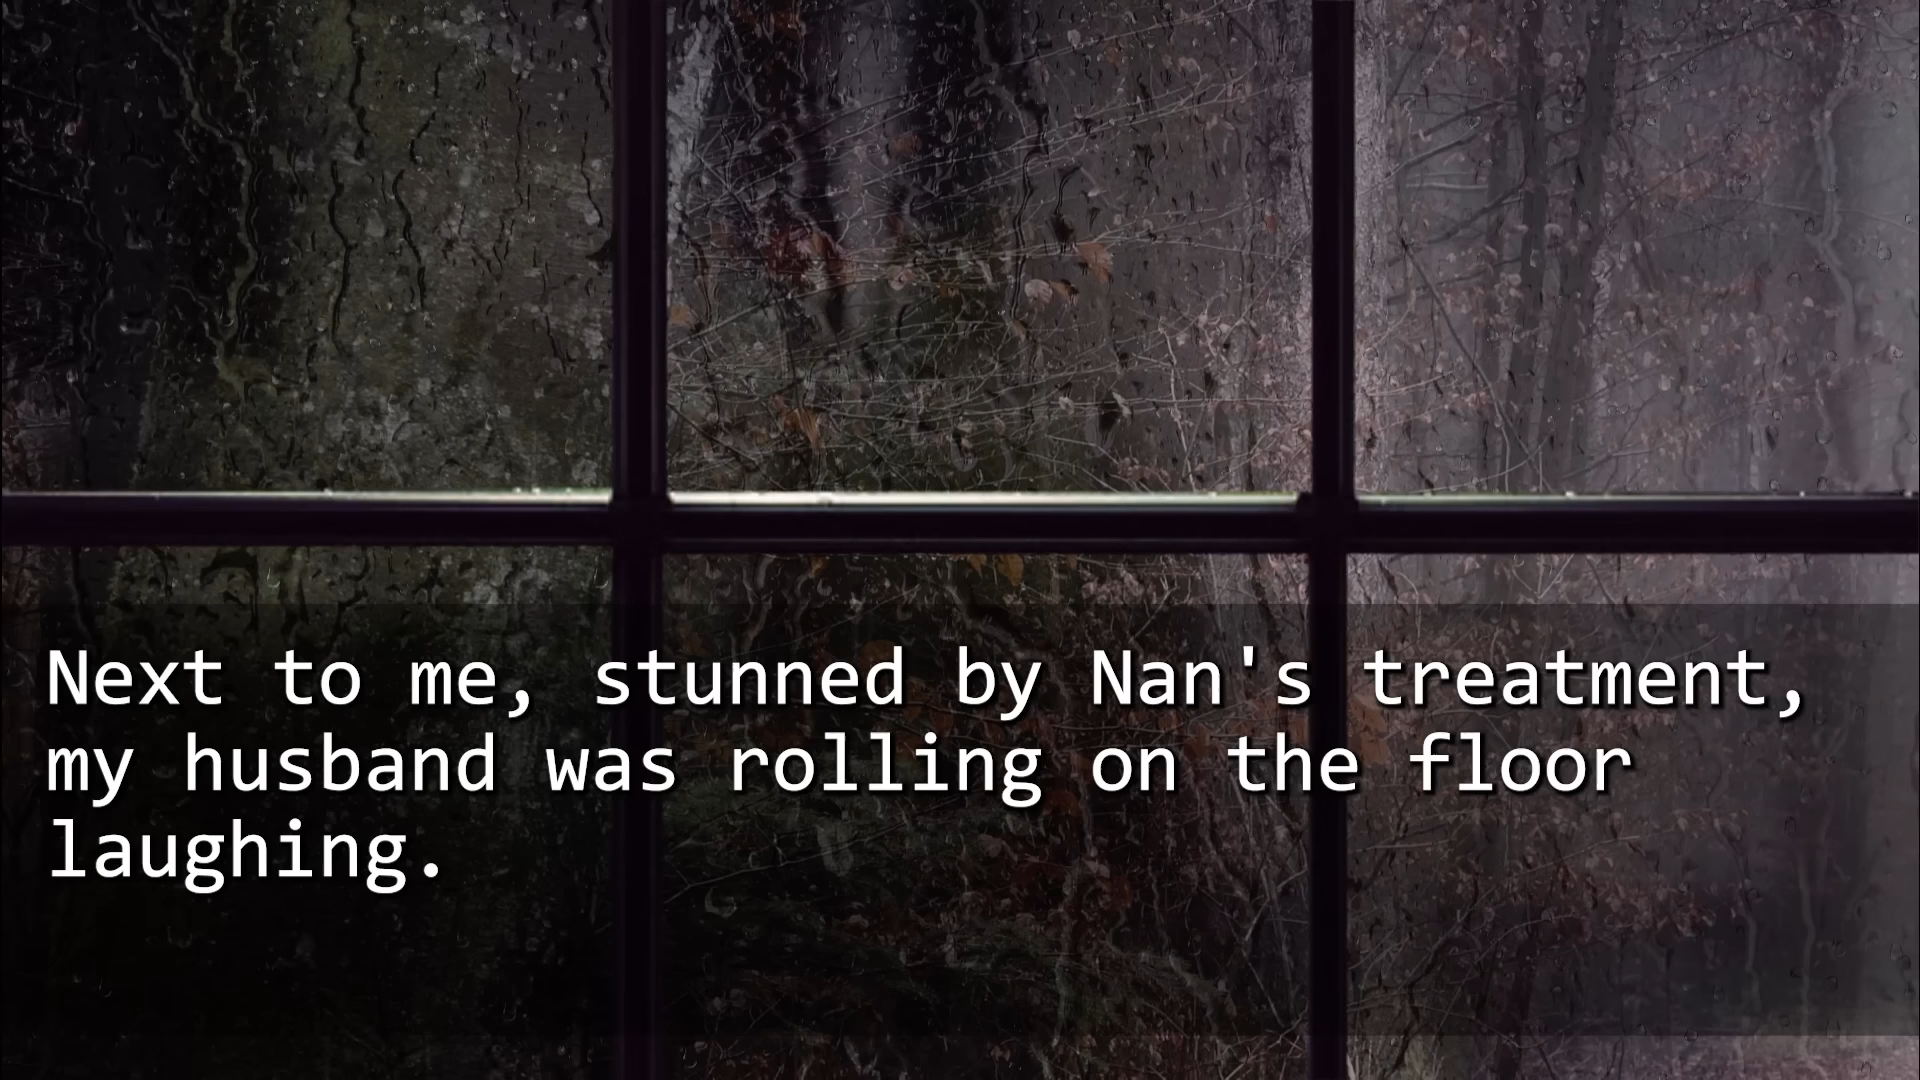 Next to me, stunned by Nan's treatment,
my husband was rolling on the floor
laughing.